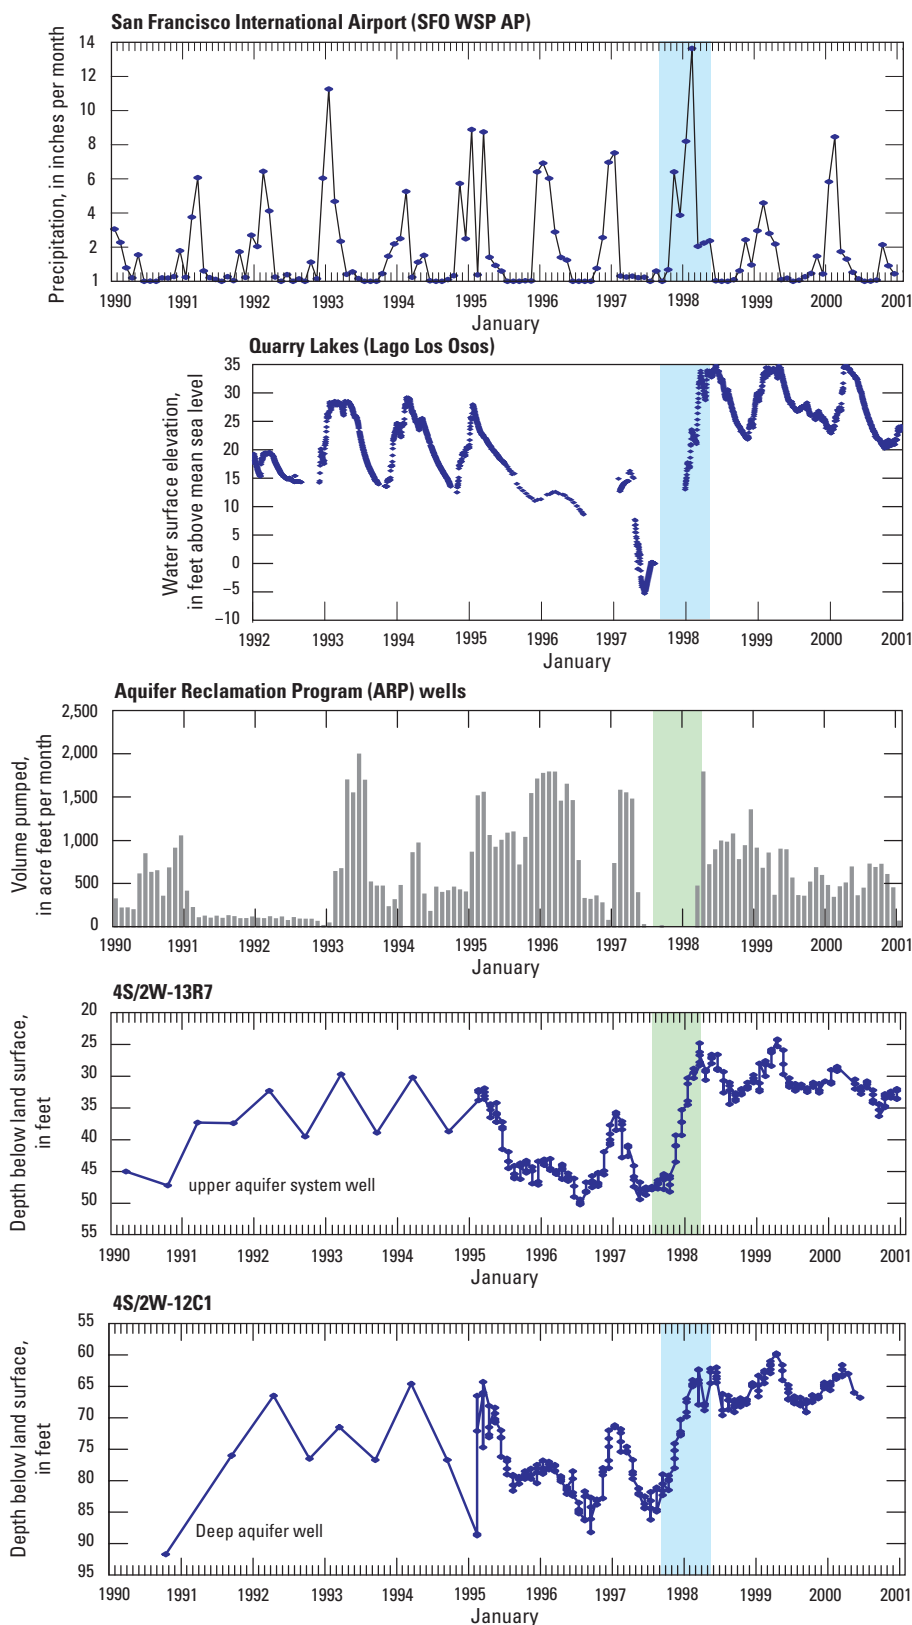 San Francisco International Airport (SFO WSP AP)
Precipitation, in inches per month
14
12
10
8
6
4
2
1
1990 1991 1992 1993 1994 1995 1996 1997 1998 1999 2000 2001
January
Quarry Lakes (Lago Los Osos)
Water surface elevation,
in feet above mean sea level
35
30
25
20
15
10
5
0
−5
−10
1992 1993 1994 1995 1996 1997 1998 1999 2000 2001
January
Aquifer Reclamation Program (ARP) wells
Volume pumped,
in acre feet per month
2,500
2,000
1,500
1,000
500
0
1990 1991 1992 1993 1994 1995 1996 1997 1998 1999 2000 2001
January
4S/2W-13R7
Depth below land surface,
in feet
20
25
30
35
40
45
50
55
upper aquifer system well
1990 1991 1992 1993 1994 1995 1996 1997 1998 1999 2000 2001
January
4S/2W-12C1
Depth below land surface,
in feet
55
60
65
70
75
80
85
90
95
Deep aquifer well
1990 1991 1992 1993 1994 1995 1996 1997 1998 1999 2000 2001
January